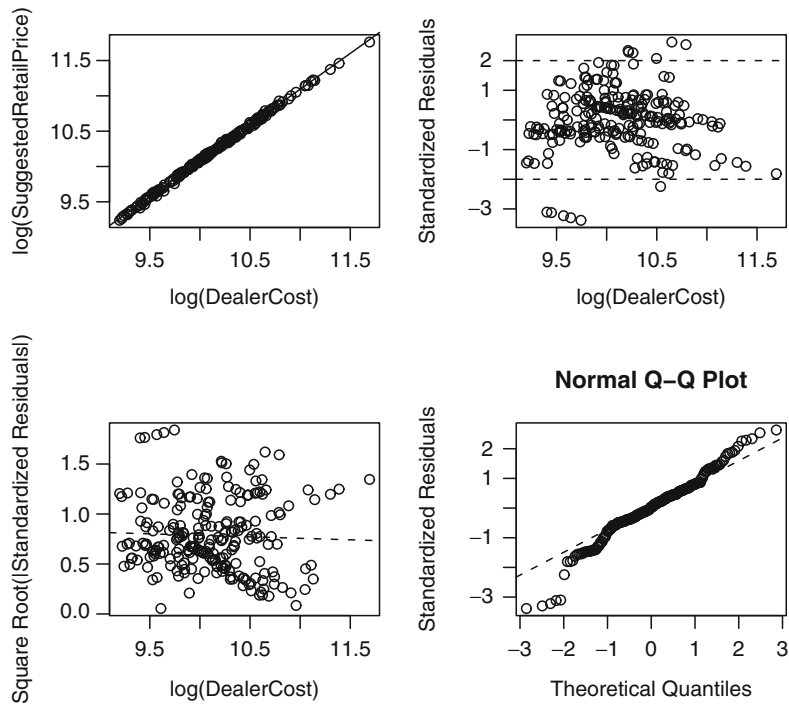 log(SuggestedRetailPrice)
11.5
10.5
9.5
9.5 10.5 11.5
log(DealerCost)
Standardized Residuals
2
1
−1
−3
9.5 10.5 11.5
log(DealerCost)
Square Root(|Standardized Residuals|)
1.5
1.0
0.5
0.0
9.5 10.5 11.5
log(DealerCost)
Normal Q−Q Plot
Standardized Residuals
2
1
−1
−3
−3 −2 −1 0 1 2 3
Theoretical Quantiles